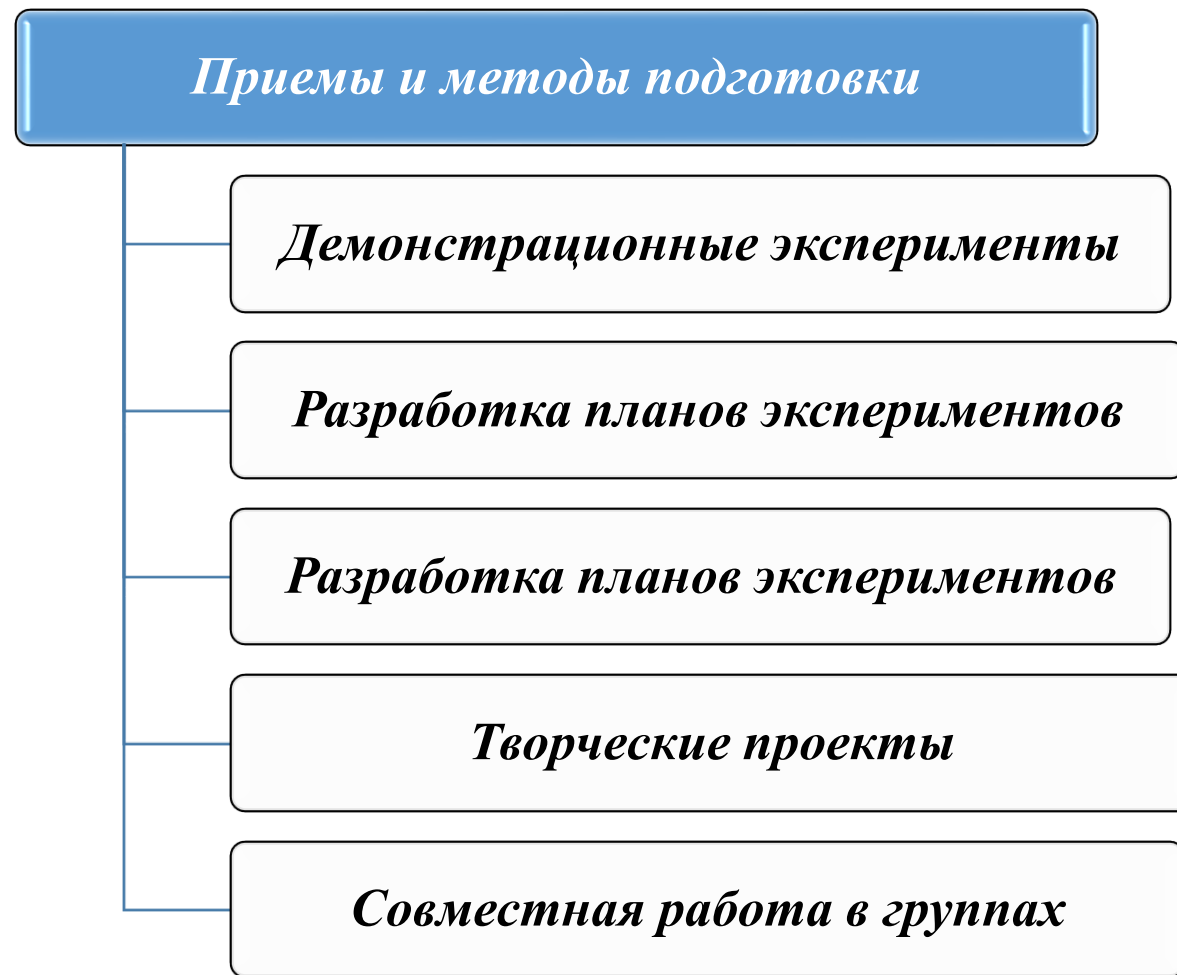 Приемы и методы подготовки
Демонстрационные эксперименты
Разработка планов экспериментов
Разработка планов экспериментов
Творческие проекты
Совместная работа в группах